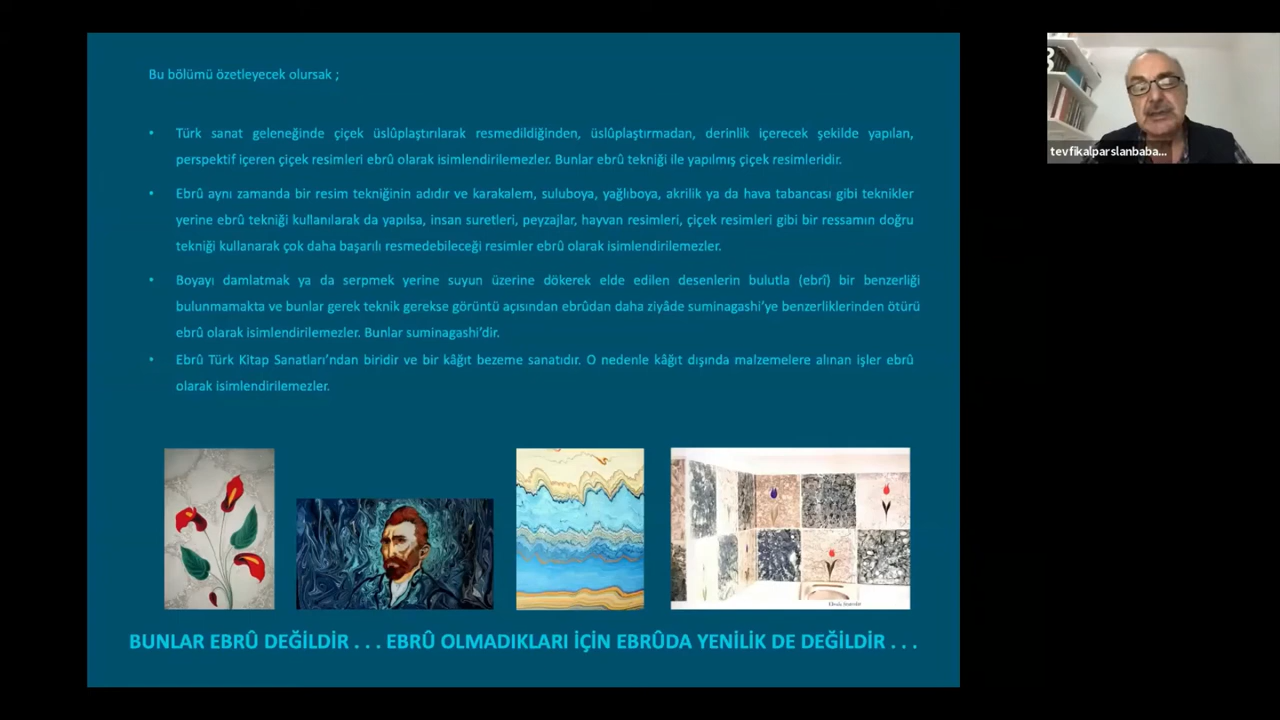 Bu bölümü özetleyecek olursak ;
• Türk sanat geleneğinde çiçek üslûplaştırılarak resmedildiğinden, üslûplaştırmadan, derinlik içerecek şekilde yapılan,
perspektif içeren çiçek resimleri ebrû olarak isimlendirilemezler. Bunlar ebrû tekniği ile yapılmış çiçek resimleridir.
• Ebrû aynı zamanda bir resim tekniğinin adıdır ve karakalem, suluboya, yağlıboya, akrilik ya da hava tabancası gibi teknikler
yerine ebrû tekniği kullanılarak da yapılsa, insan suretleri, peyzajlar, hayvan resimleri, çiçek resimleri gibi bir ressamın doğru
tekniği kullanarak çok daha başarılı resmedebileceği resimler ebrû olarak isimlendirilemezler.
• Boyayı damlatmak ya da serpmek yerine suyun üzerine dökerek elde edilen desenlerin bulutla (ebrî) bir benzerliği
bulunmamakta ve bunlar gerek teknik gerekse görüntü açısından ebrûdan daha ziyâde suminagashi’ye benzerliklerinden ötürü
ebrû olarak isimlendirilemezler. Bunlar suminagashi’dir.
• Ebrû Türk Kitap Sanatları’ndan biridir ve bir kâğıt bezeme sanatıdır. O nedenle kâğıt dışında malzemelere alınan işler ebrû
olarak isimlendirilemezler.
BUNLAR EBRÛ DEĞİLDİR . . . EBRÛ OLMADIKLARI İÇİN EBRÛDA YENİLİK DE DEĞİLDİR . . .
tevfikalparslanbaba...